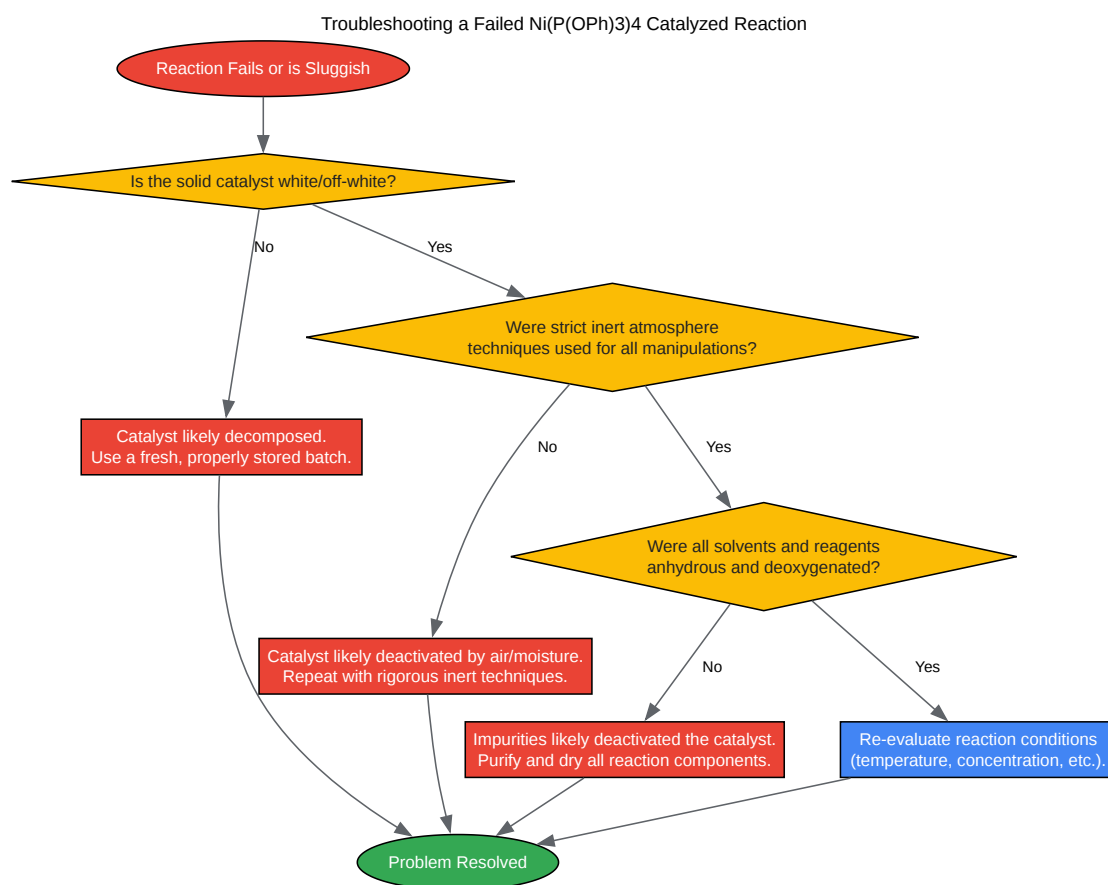 Troubleshooting a Failed Ni(P(OPh)3)4 Catalyzed Reaction
Reaction Fails or is Sluggish
Is the solid catalyst white/off-white?
No
Yes
Were strict inert atmosphere
techniques used for all manipulations?
Catalyst likely decomposed.
Use a fresh, properly stored batch.
No
Yes
Were all solvents and reagents
anhydrous and deoxygenated?
Catalyst likely deactivated by air/moisture.
Repeat with rigorous inert techniques.
No
Yes
Impurities likely deactivated the catalyst.
Purify and dry all reaction components.
Re-evaluate reaction conditions
(temperature, concentration, etc.).
Problem Resolved